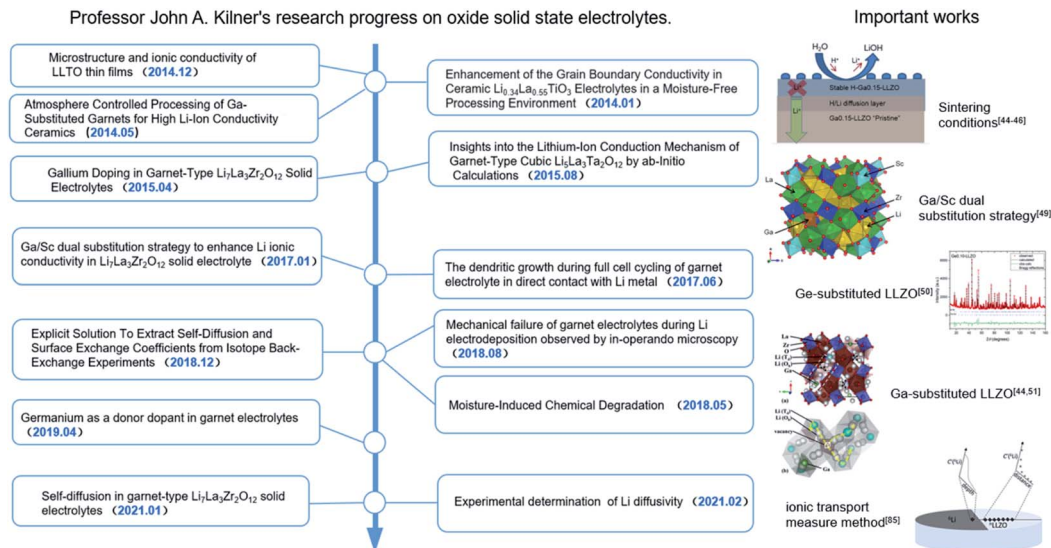 Professor John A. Kilner's research progress on oxide solid state electrolytes.
Important works
Microstructure and ionic conductivity of
LLTO thin films （2014.12）
Enhancement of the Grain Boundary Conductivity in
Ceramic Li0.34La0.55TiO3 Electrolytes in a Moisture-Free
Processing Environment （2014.01）
Atmosphere Controlled Processing of Ga-
Substituted Garnets for High Li-Ion Conductivity
Ceramics （2014.05）
Insights into the Lithium-Ion Conduction Mechanism of
Garnet-Type Cubic Li5La3Ta2O12 by ab-Initio
Calculations （2015.08）
Gallium Doping in Garnet-Type Li7La3Zr2O12 Solid
Electrolytes （2015.04）
Ga/Sc dual substitution strategy to enhance Li ionic
conductivity in Li7La3Zr2O12 solid electrolyte （2017.01）
The dendritic growth during full cell cycling of garnet
electrolyte in direct contact with Li metal （2017.06）
Explicit Solution To Extract Self-Diffusion and
Surface Exchange Coefficients from Isotope Back-
Exchange Experiments （2018.12）
Mechanical failure of garnet electrolytes during Li
electrodeposition observed by in-operando microscopy
（2018.08）
Moisture-Induced Chemical Degradation （2018.05）
Germanium as a donor dopant in garnet electrolytes
（2019.04）
Self-diffusion in garnet-type Li7La3Zr2O12 solid
electrolytes （2021.01）
Experimental determination of Li diffusivity （2021.02）
H2O
LiOH
H+
Li+
Li+
Stable H-Ga0.15-LLZO
H/Li diffusion layer
Li+
Ga0.15-LLZO "Pristine"
Sintering
conditions[44-46]
Sc
La
Zr
Li
Ga
Ga/Sc dual
substitution strategy[49]
Ge-substituted LLZO[50]
La
Zr
O
Ga
(a)
Ga-substituted LLZO[44,51]
vacancy
Ga
(b)
ionic transport
measure method[85]
depth
distance